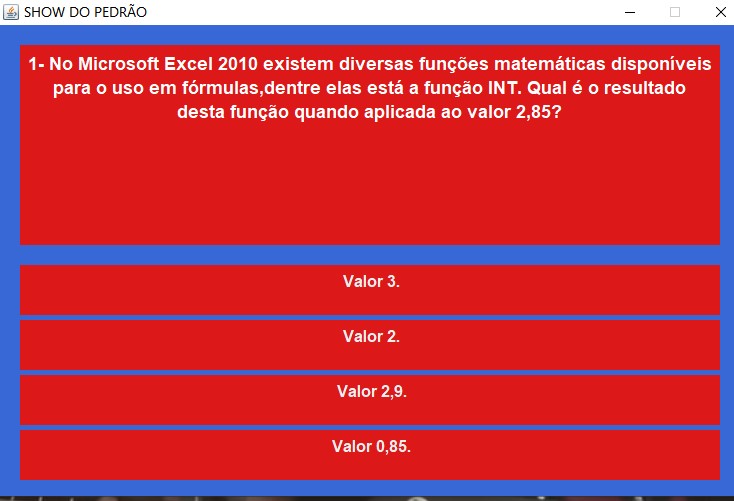 SHOW DO PEDRÃO
1- No Microsoft Excel 2010 existem diversas funções matemáticas disponíveis
para o uso em fórmulas,dentre elas está a função INT. Qual é o resultado
desta função quando aplicada ao valor 2,85?
Valor 3.
Valor 2.
Valor 2,9.
Valor 0,85.